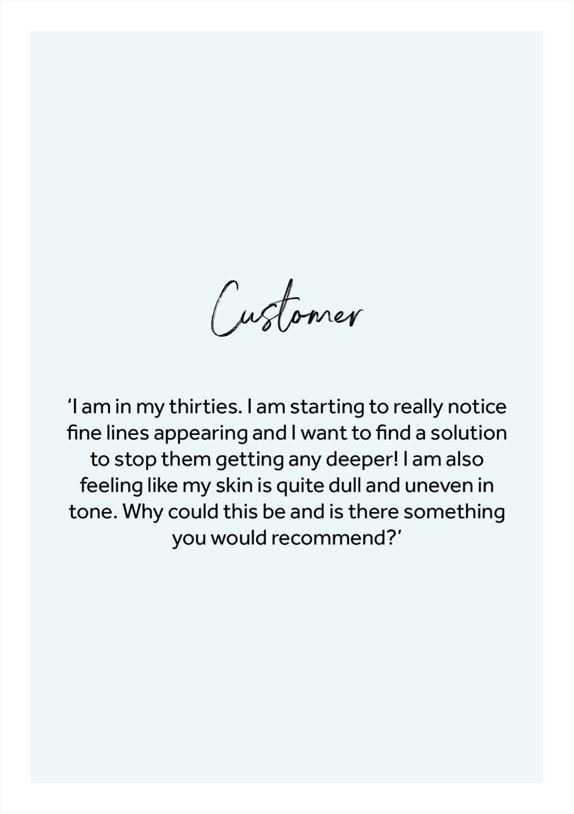 Customer
'I am in my thirties. I am starting to really notice
fine lines appearing and I want to find a solution
to stop them getting any deeper! I am also
feeling like my skin is quite dull and uneven in
tone. Why could this be and is there something
you would recommend?'